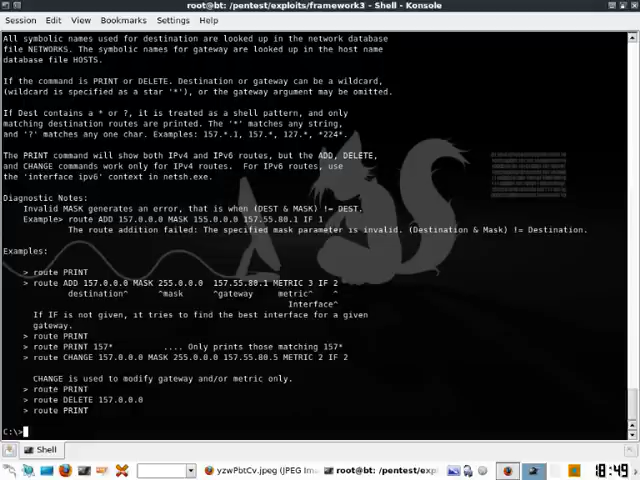 root@bt: /pentest/exploits/framework3 - Shell - Konsole
Session Edit View Bookmarks Settings Help
All symbolic names used for destination are looked up in the network database
file NETWORKS. The symbolic names for gateway are looked up in the host name
database file HOSTS.
If the command is PRINT or DELETE. Destination or gateway can be a wildcard,
(wildcard is specified as a star '*'), or the gateway argument may be omitted.
If Dest contains a * or ?, it is treated as a shell pattern, and only
matching destination routes are printed. The '*' matches any string,
and '?' matches any one char. Examples: 157.*.1, 157.*, 127.*, *224*.
The PRINT command will show both IPv4 and IPv6 routes, but the ADD, DELETE,
and CHANGE commands work only for IPv4 routes. For IPv6 routes, use
the 'interface ipv6' context in netsh.exe.
Diagnostic Notes:
Invalid MASK generates an error, that is when (DEST & MASK) != DEST.
Example> route ADD 157.0.0.0 MASK 155.0.0.0 157.55.80.1 IF 1
The route addition failed: The specified mask parameter is invalid. (Destination & Mask) != Destination.
Examples:
> route PRINT
> route ADD 157.0.0.0 MASK 255.0.0.0 157.55.80.1 METRIC 3 IF 2
destination^ ^mask ^gateway metric^ ^
Interface^
If IF is not given, it tries to find the best interface for a given
gateway.
> route PRINT
> route PRINT 157* .... Only prints those matching 157*
> route CHANGE 157.0.0.0 MASK 255.0.0.0 157.55.80.5 METRIC 2 IF 2
CHANGE is used to modify gateway and/or metric only.
> route PRINT
> route DELETE 157.0.0.0
> route PRINT
C:\>
Shell
yzwPbtCv.jpeg (JPEG Ima
root@bt: /pentest/expl
18:49